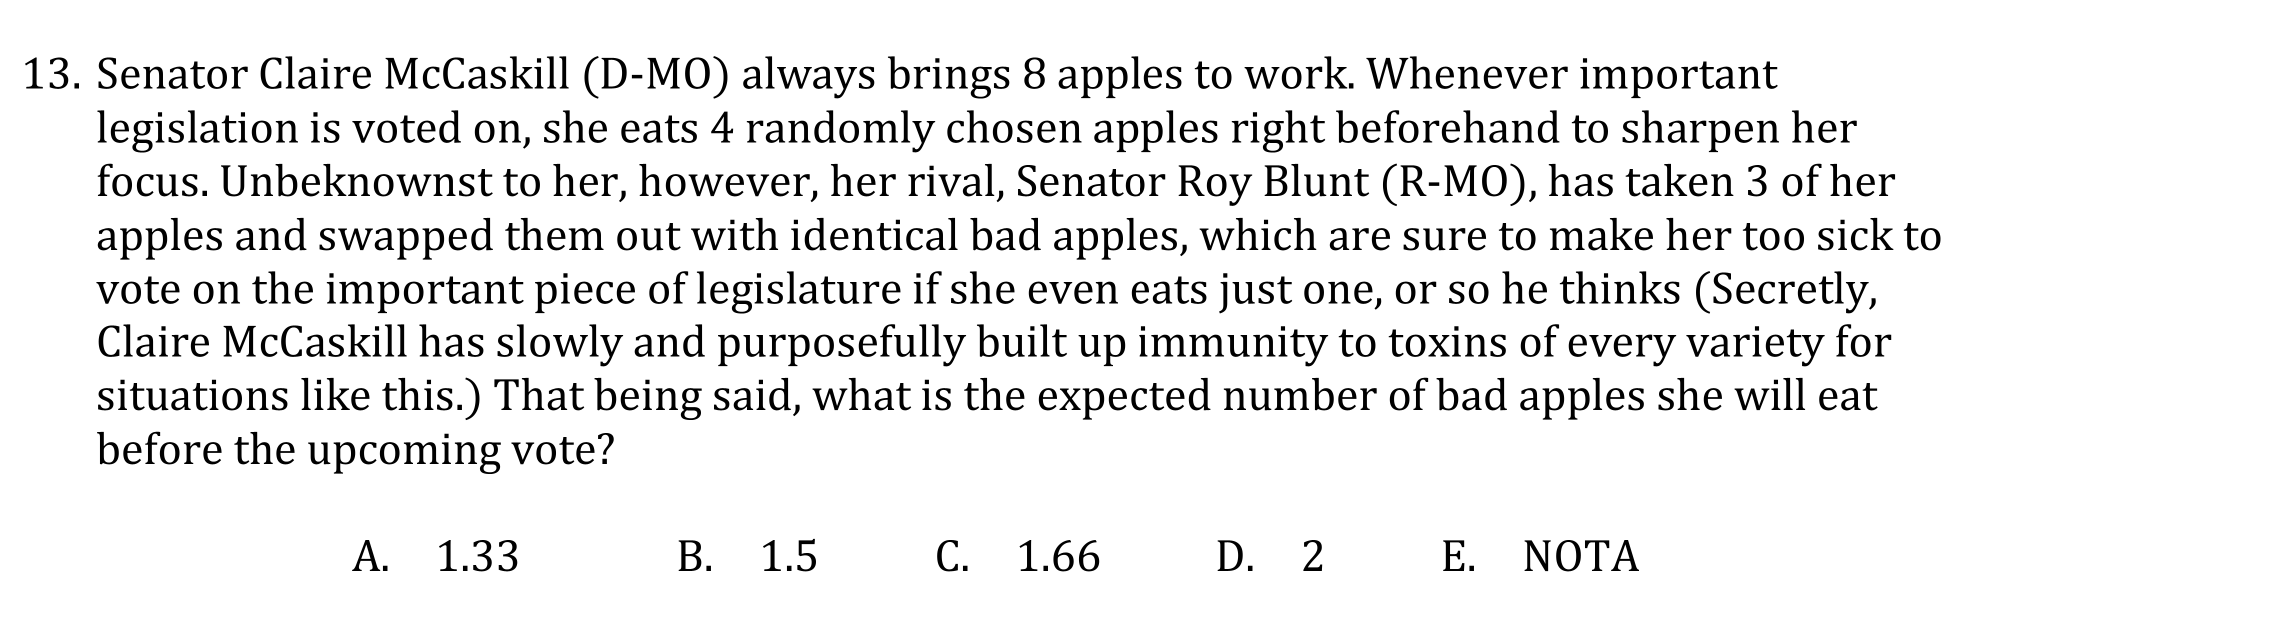 13. Senator Claire McCaskill (D-MO) always brings 8 apples to work. Whenever important
legislation is voted on, she eats 4 randomly chosen apples right beforehand to sharpen her
focus. Unbeknownst to her, however, her rival, Senator Roy Blunt (R-MO), has taken 3 of her
apples and swapped them out with identical bad apples, which are sure to make her too sick to
vote on the important piece of legislature if she even eats just one, or so he thinks (Secretly,
Claire McCaskill has slowly and purposefully built up immunity to toxins of every variety for
situations like this.) That being said, what is the expected number of bad apples she will eat
before the upcoming vote?
A. 1.33 B. 1.5 C. 1.66 D. 2 E. NOTA